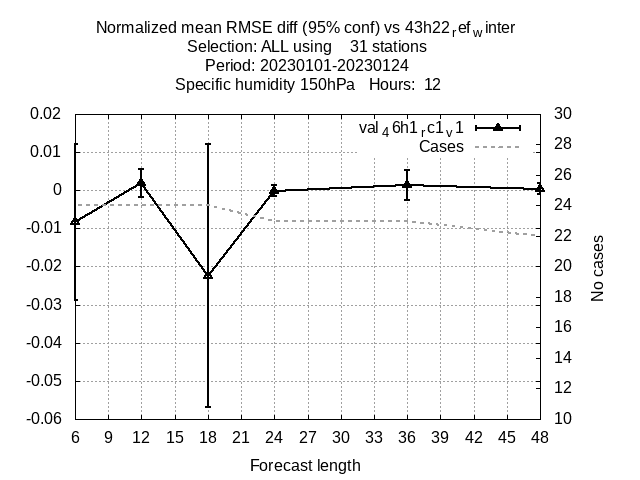 Normalized mean RMSE diff (95% conf) vs 43h22ref winter
Selection: ALL using 31 stations
Period: 20230101-20230124
Specific humidity 150hPa Hours: 12
val46h1rc1v1
Cases
0.02
0.01
0
-0.01
-0.02
-0.03
-0.04
-0.05
-0.06
30
28
26
24
22
20
18
16
14
12
10
No cases
6 9 12 15 18 21 24 27 30 33 36 39 42 45 48
Forecast length